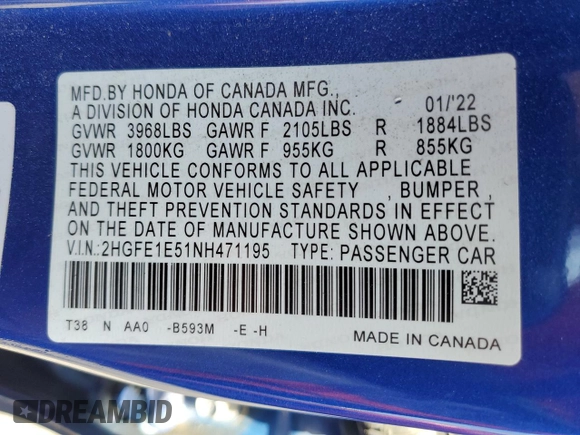 MFD.BY HONDA OF CANADA MFG.,
A DIVISION OF HONDA CANADA INC. 01/'22
GVWR 3968LBS GAWR F 2105LBS R 1884LBS
GVWR 1800KG GAWR F 955KG R 855KG
THIS VEHICLE CONFORMS TO ALL APPLICABLE
FEDERAL MOTOR VEHICLE SAFETY , BUMPER ,
AND THEFT PREVENTION STANDARDS IN EFFECT
ON THE DATE OF MANUFACTURE SHOWN ABOVE.
V.I.N.:2HGFE1E51NH471195 TYPE: PASSENGER CAR
T38 N AA0 -B593M -E -H
MADE IN CANADA
DREAMBID